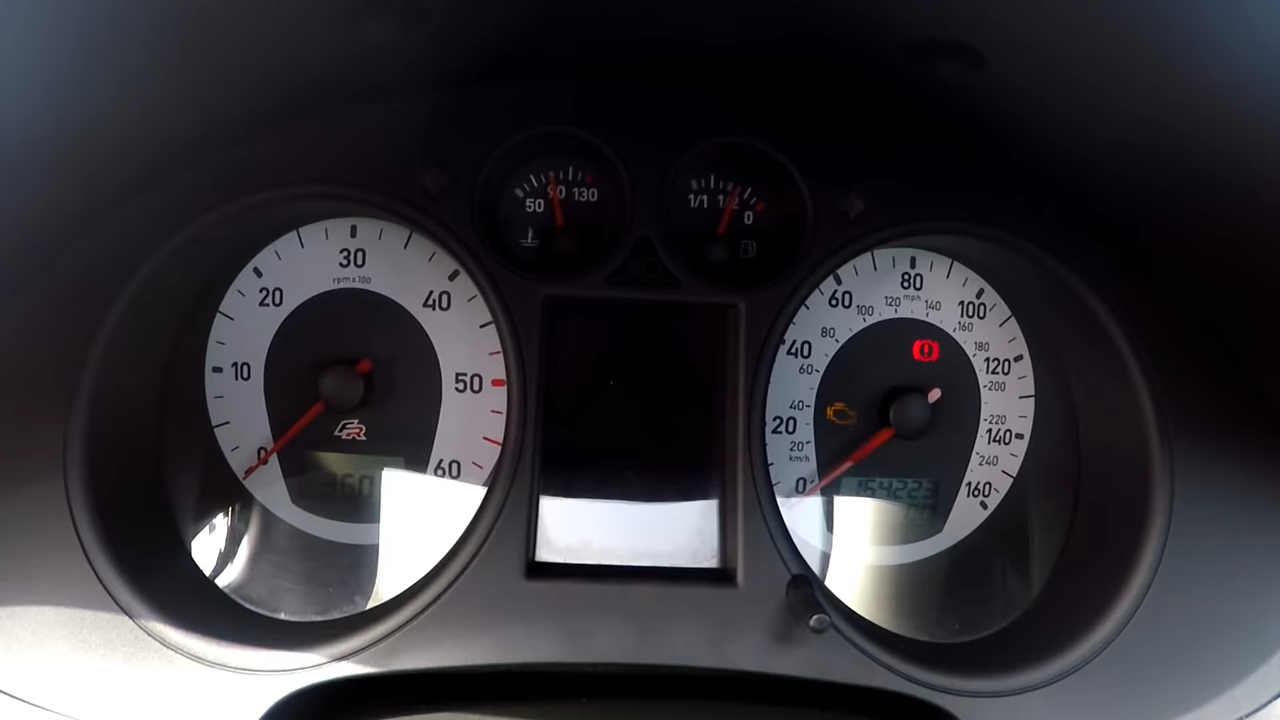 50 90 130
1/1 1/2 0
0 10 20 30 40 50 60
rpm x 100
FR
0 20 40 60 80 100 120 140 160
mph
20 40 60 80 100 120 140 160 180 200 220 240
km/h
154223